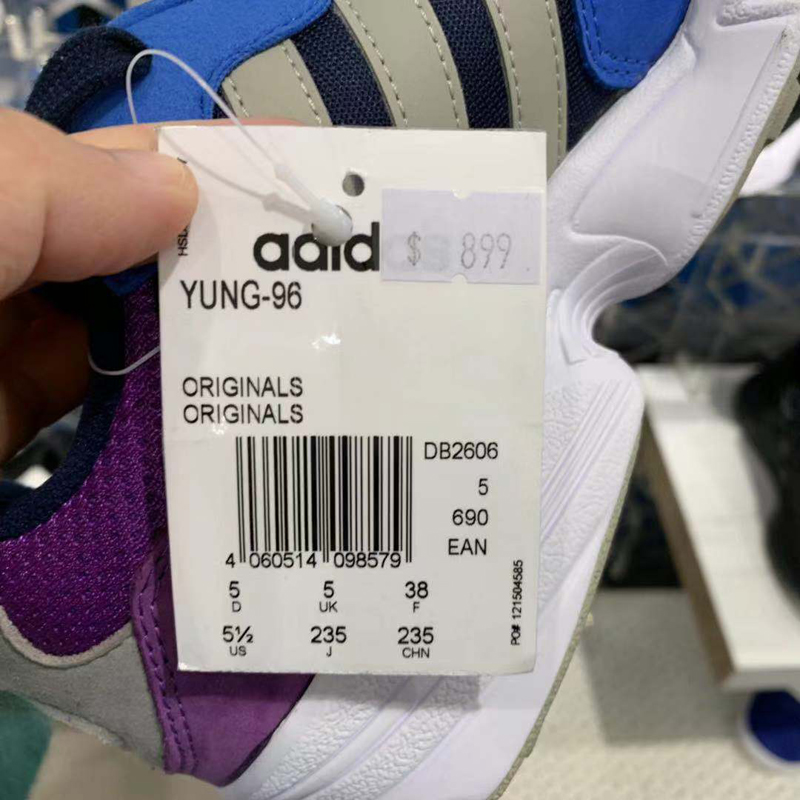 adidas
$ 899
YUNG-96
ORIGINALS
ORIGINALS
DB2606
5
690
EAN
4 060514 098579
5 5 38
D UK F
5½ 235 235
US J CHN
PO# 121504585